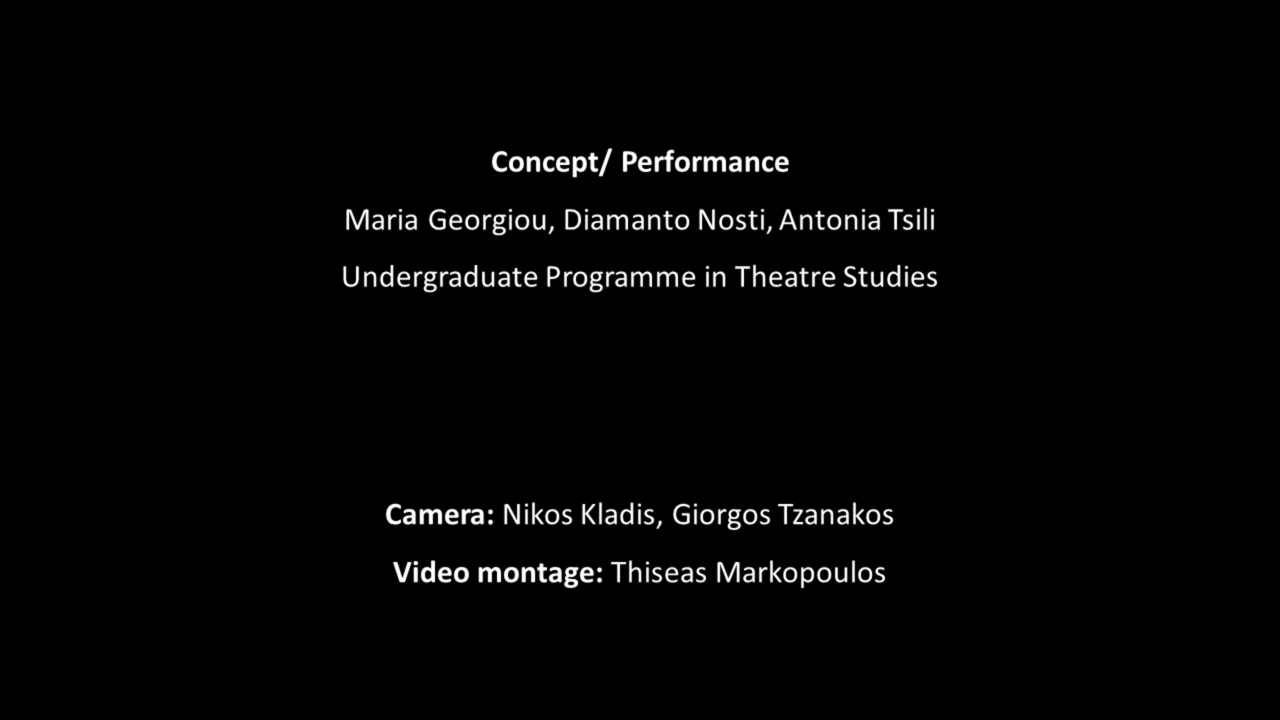 Concept/ Performance
Maria Georgiou, Diamanto Nosti, Antonia Tsili
Undergraduate Programme in Theatre Studies
Camera: Nikos Kladis, Giorgos Tzanakos
Video montage: Thiseas Markopoulos